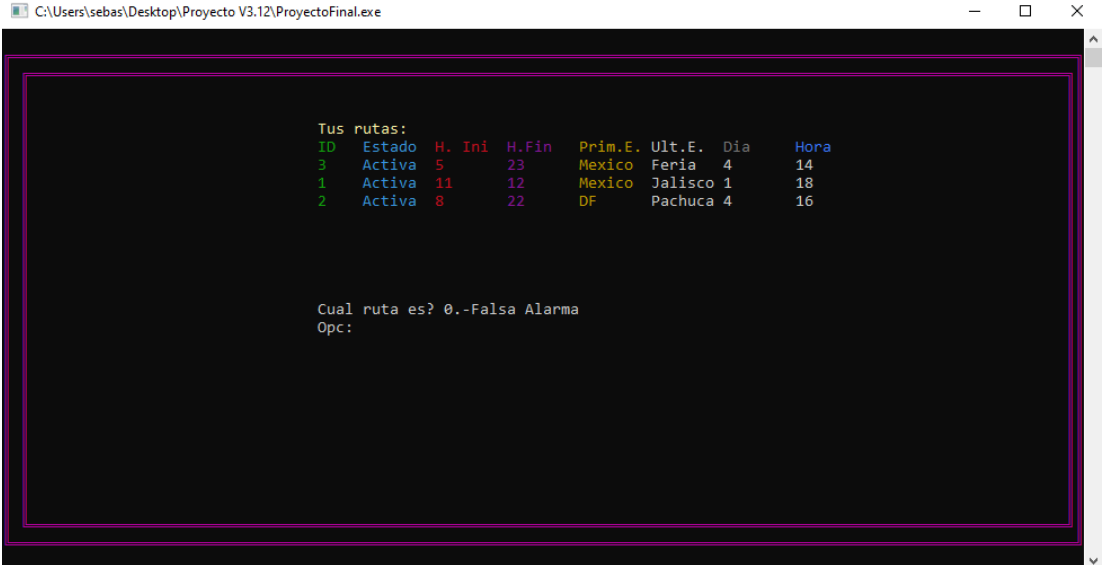 C:\Users\sebas\Desktop\Proyecto V3.12\ProyectoFinal.exe
Tus rutas:
ID Estado H. Ini H.Fin Prim.E. Ult.E. Dia Hora
3 Activa 5 23 Mexico Feria 4 14
1 Activa 11 12 Mexico Jalisco 1 18
2 Activa 8 22 DF Pachuca 4 16
Cual ruta es? 0.-Falsa Alarma
Opc: